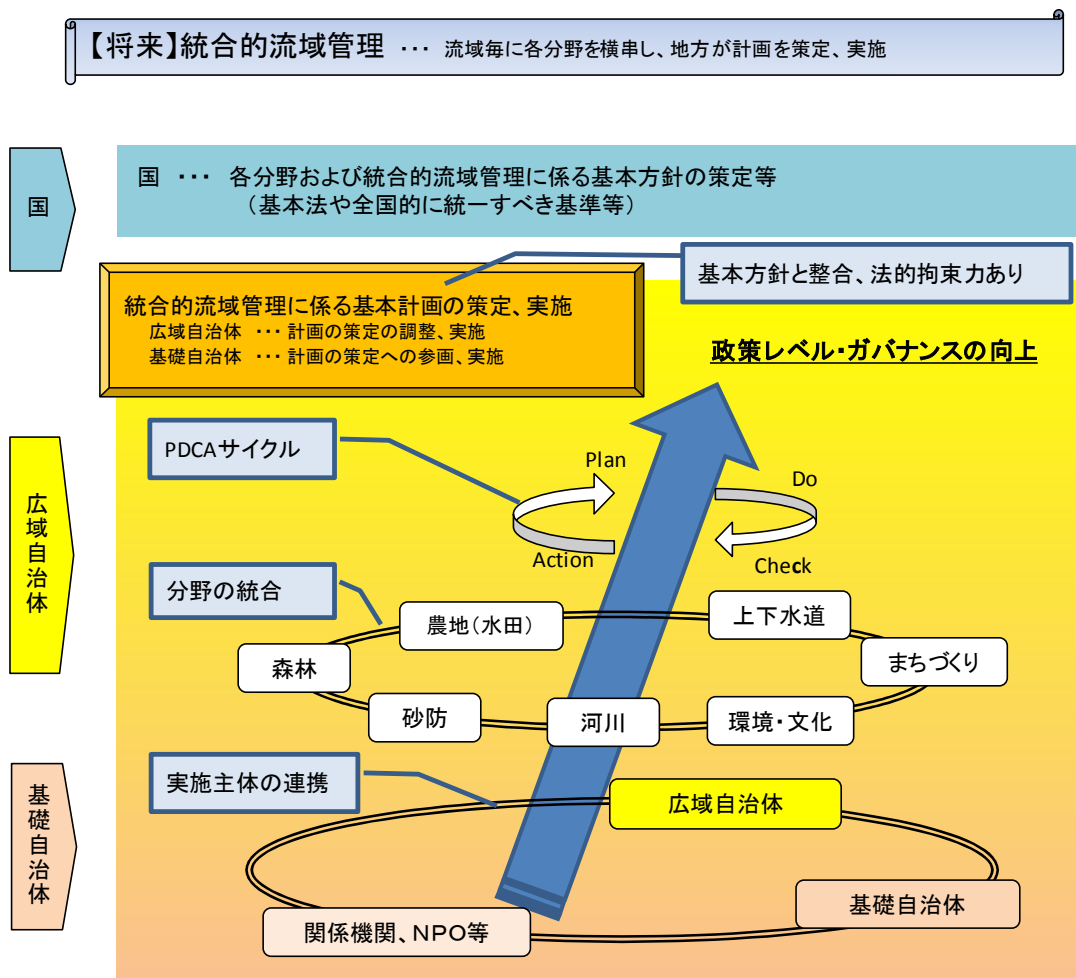 【将来】統合的流域管理 ･･･ 流域毎に各分野を横串し、地方が計画を策定、実施
国
国 ･･･ 各分野および統合的流域管理に係る基本方針の策定等
（基本法や全国的に統一すべき基準等）
基本方針と整合、法的拘束力あり
統合的流域管理に係る基本計画の策定、実施
広域自治体 ･･･計画の策定の調整、実施
基礎自治体 ･･･計画の策定への参画、実施
政策レベル・ガバナンスの向上
広域自治体
PDCAサイクル
Plan
Do
Action
Check
分野の統合
農地（水田）
上下水道
森林
まちづくり
砂防
河川
環境・文化
基礎自治体
実施主体の連携
広域自治体
基礎自治体
関係機関、ＮＰＯ等